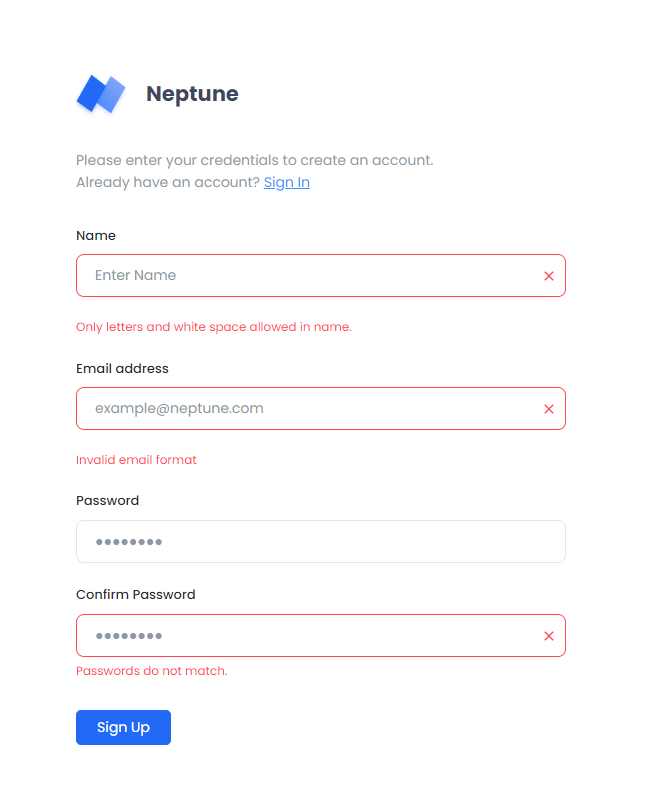 Neptune
Please enter your credentials to create an account.
Already have an account? Sign In
Name
Enter Name
Only letters and white space allowed in name.
Email address
example@neptune.com
Invalid email format
Password
••••••••
Confirm Password
••••••••
Passwords do not match.
Sign Up